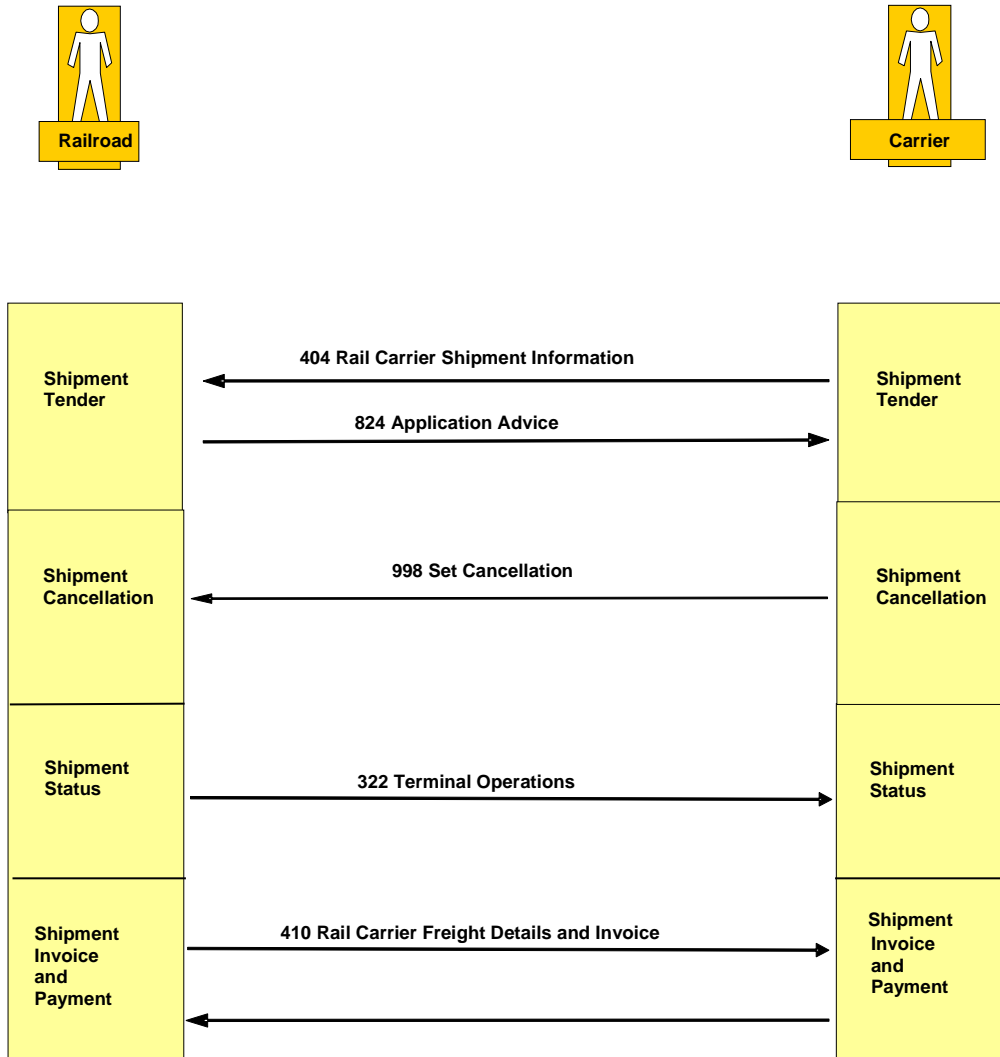 Railroad
Carrier
404 Rail Carrier Shipment Information
Shipment
Tender
Shipment
Tender
824 Application Advice
998 Set Cancellation
Shipment
Cancellation
Shipment
Cancellation
Shipment
Status
322 Terminal Operations
Shipment
Status
410 Rail Carrier Freight Details and Invoice
Shipment
Invoice
and
Payment
Shipment
Invoice
and
Payment